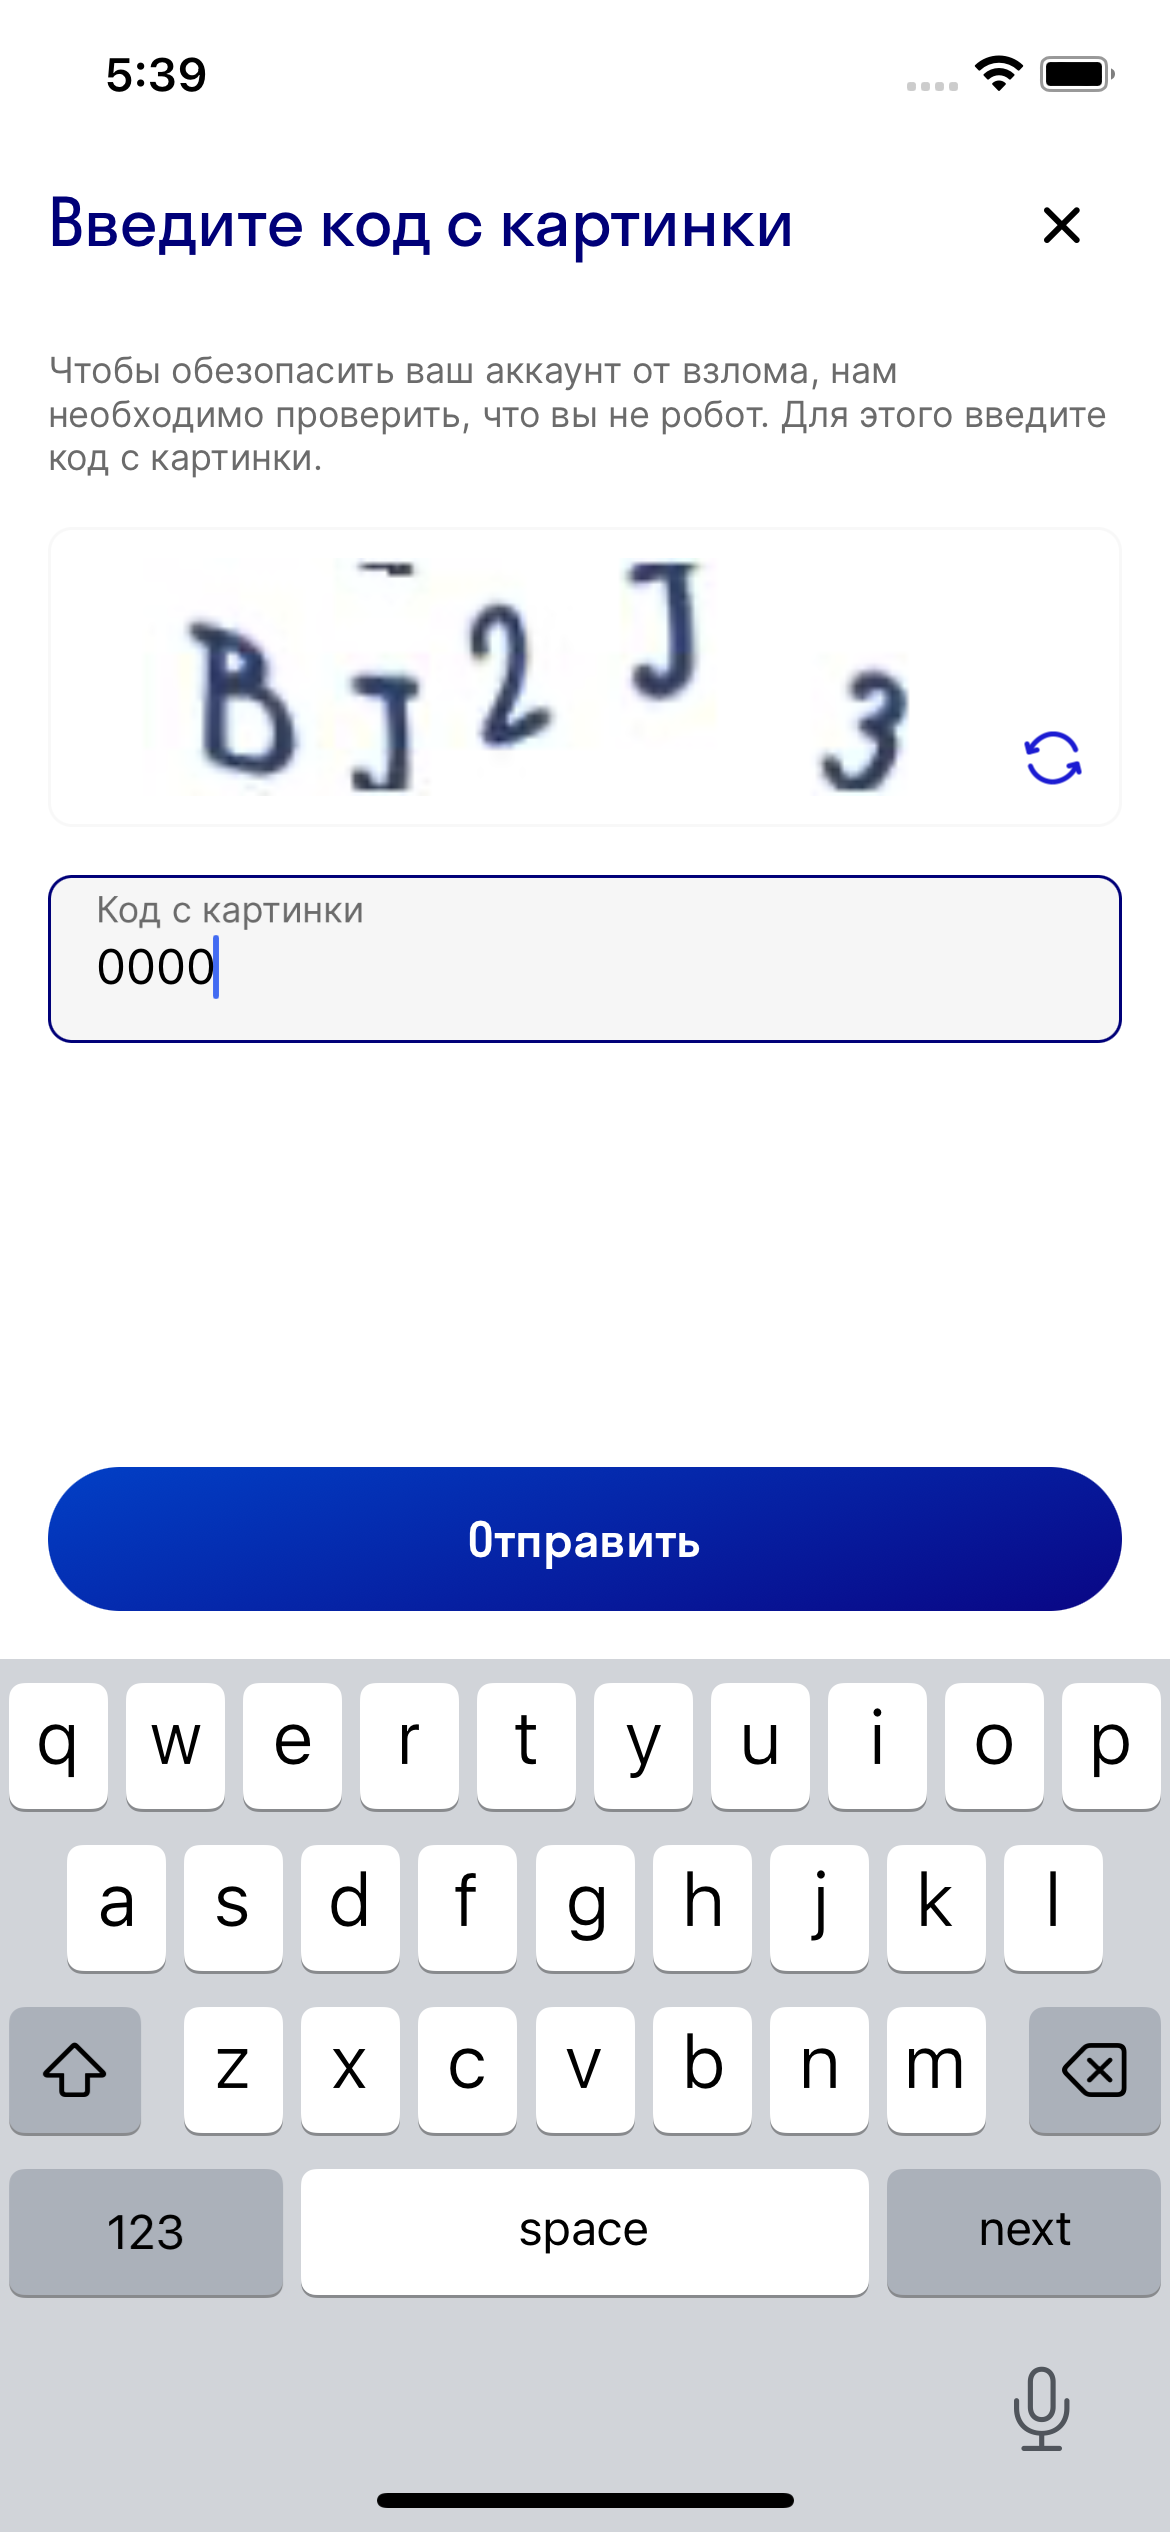 5:39
Введите код с картинки
Чтобы обезопасить ваш аккаунт от взлома, нам
необходимо проверить, что вы не робот. Для этого введите
код с картинки.
BJ2J3
Код с картинки
0000
Отправить
q w e r t y u i o p
a s d f g h j k l
z x c v b n m
123 space next